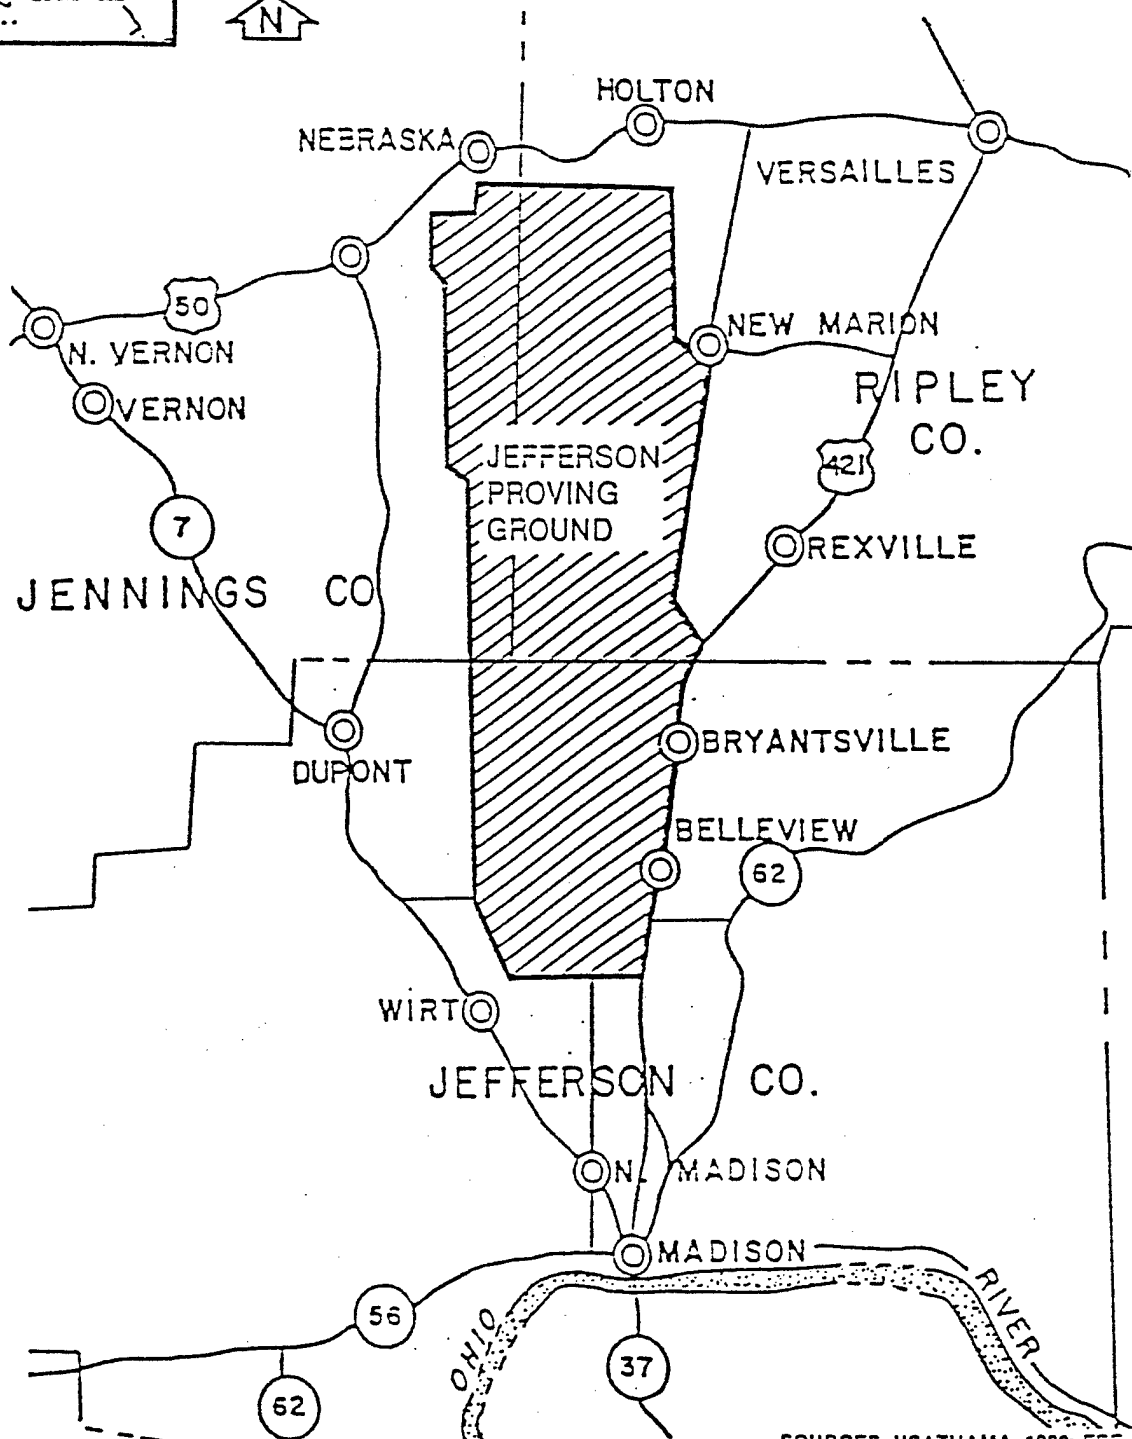 N
HOLTON
NEBRASKA
VERSAILLES
50
NEW MARION
N. VERNON
RIPLEY
CO.
VERNON
JEFFERSON
PROVING
GROUND
421
7
REXVILLE
JENNINGS CO
BRYANTSVILLE
DUPONT
BELLEVIEW
62
WIRT
JEFFERSON CO.
N. MADISON
MADISON
RIVER
56
OHIO
37
62